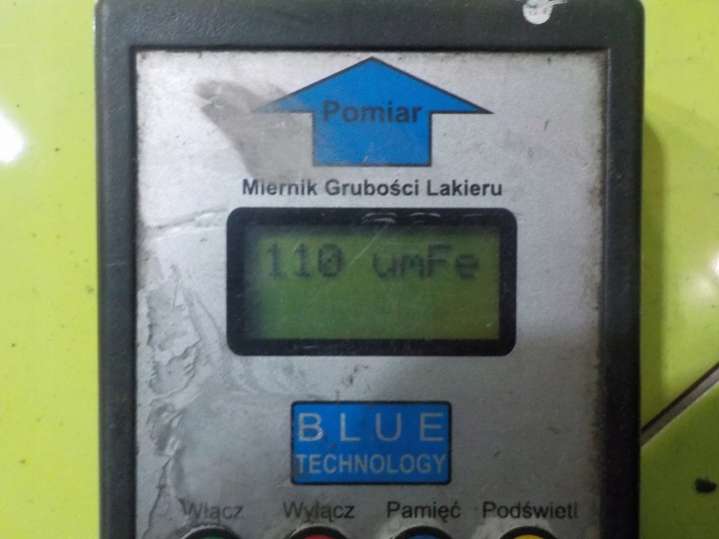 Pomiar
Miernik Grubości Lakieru
110 umFe
BLUE
TECHNOLOGY
Włącz Wyłącz Pamięć Podświetl